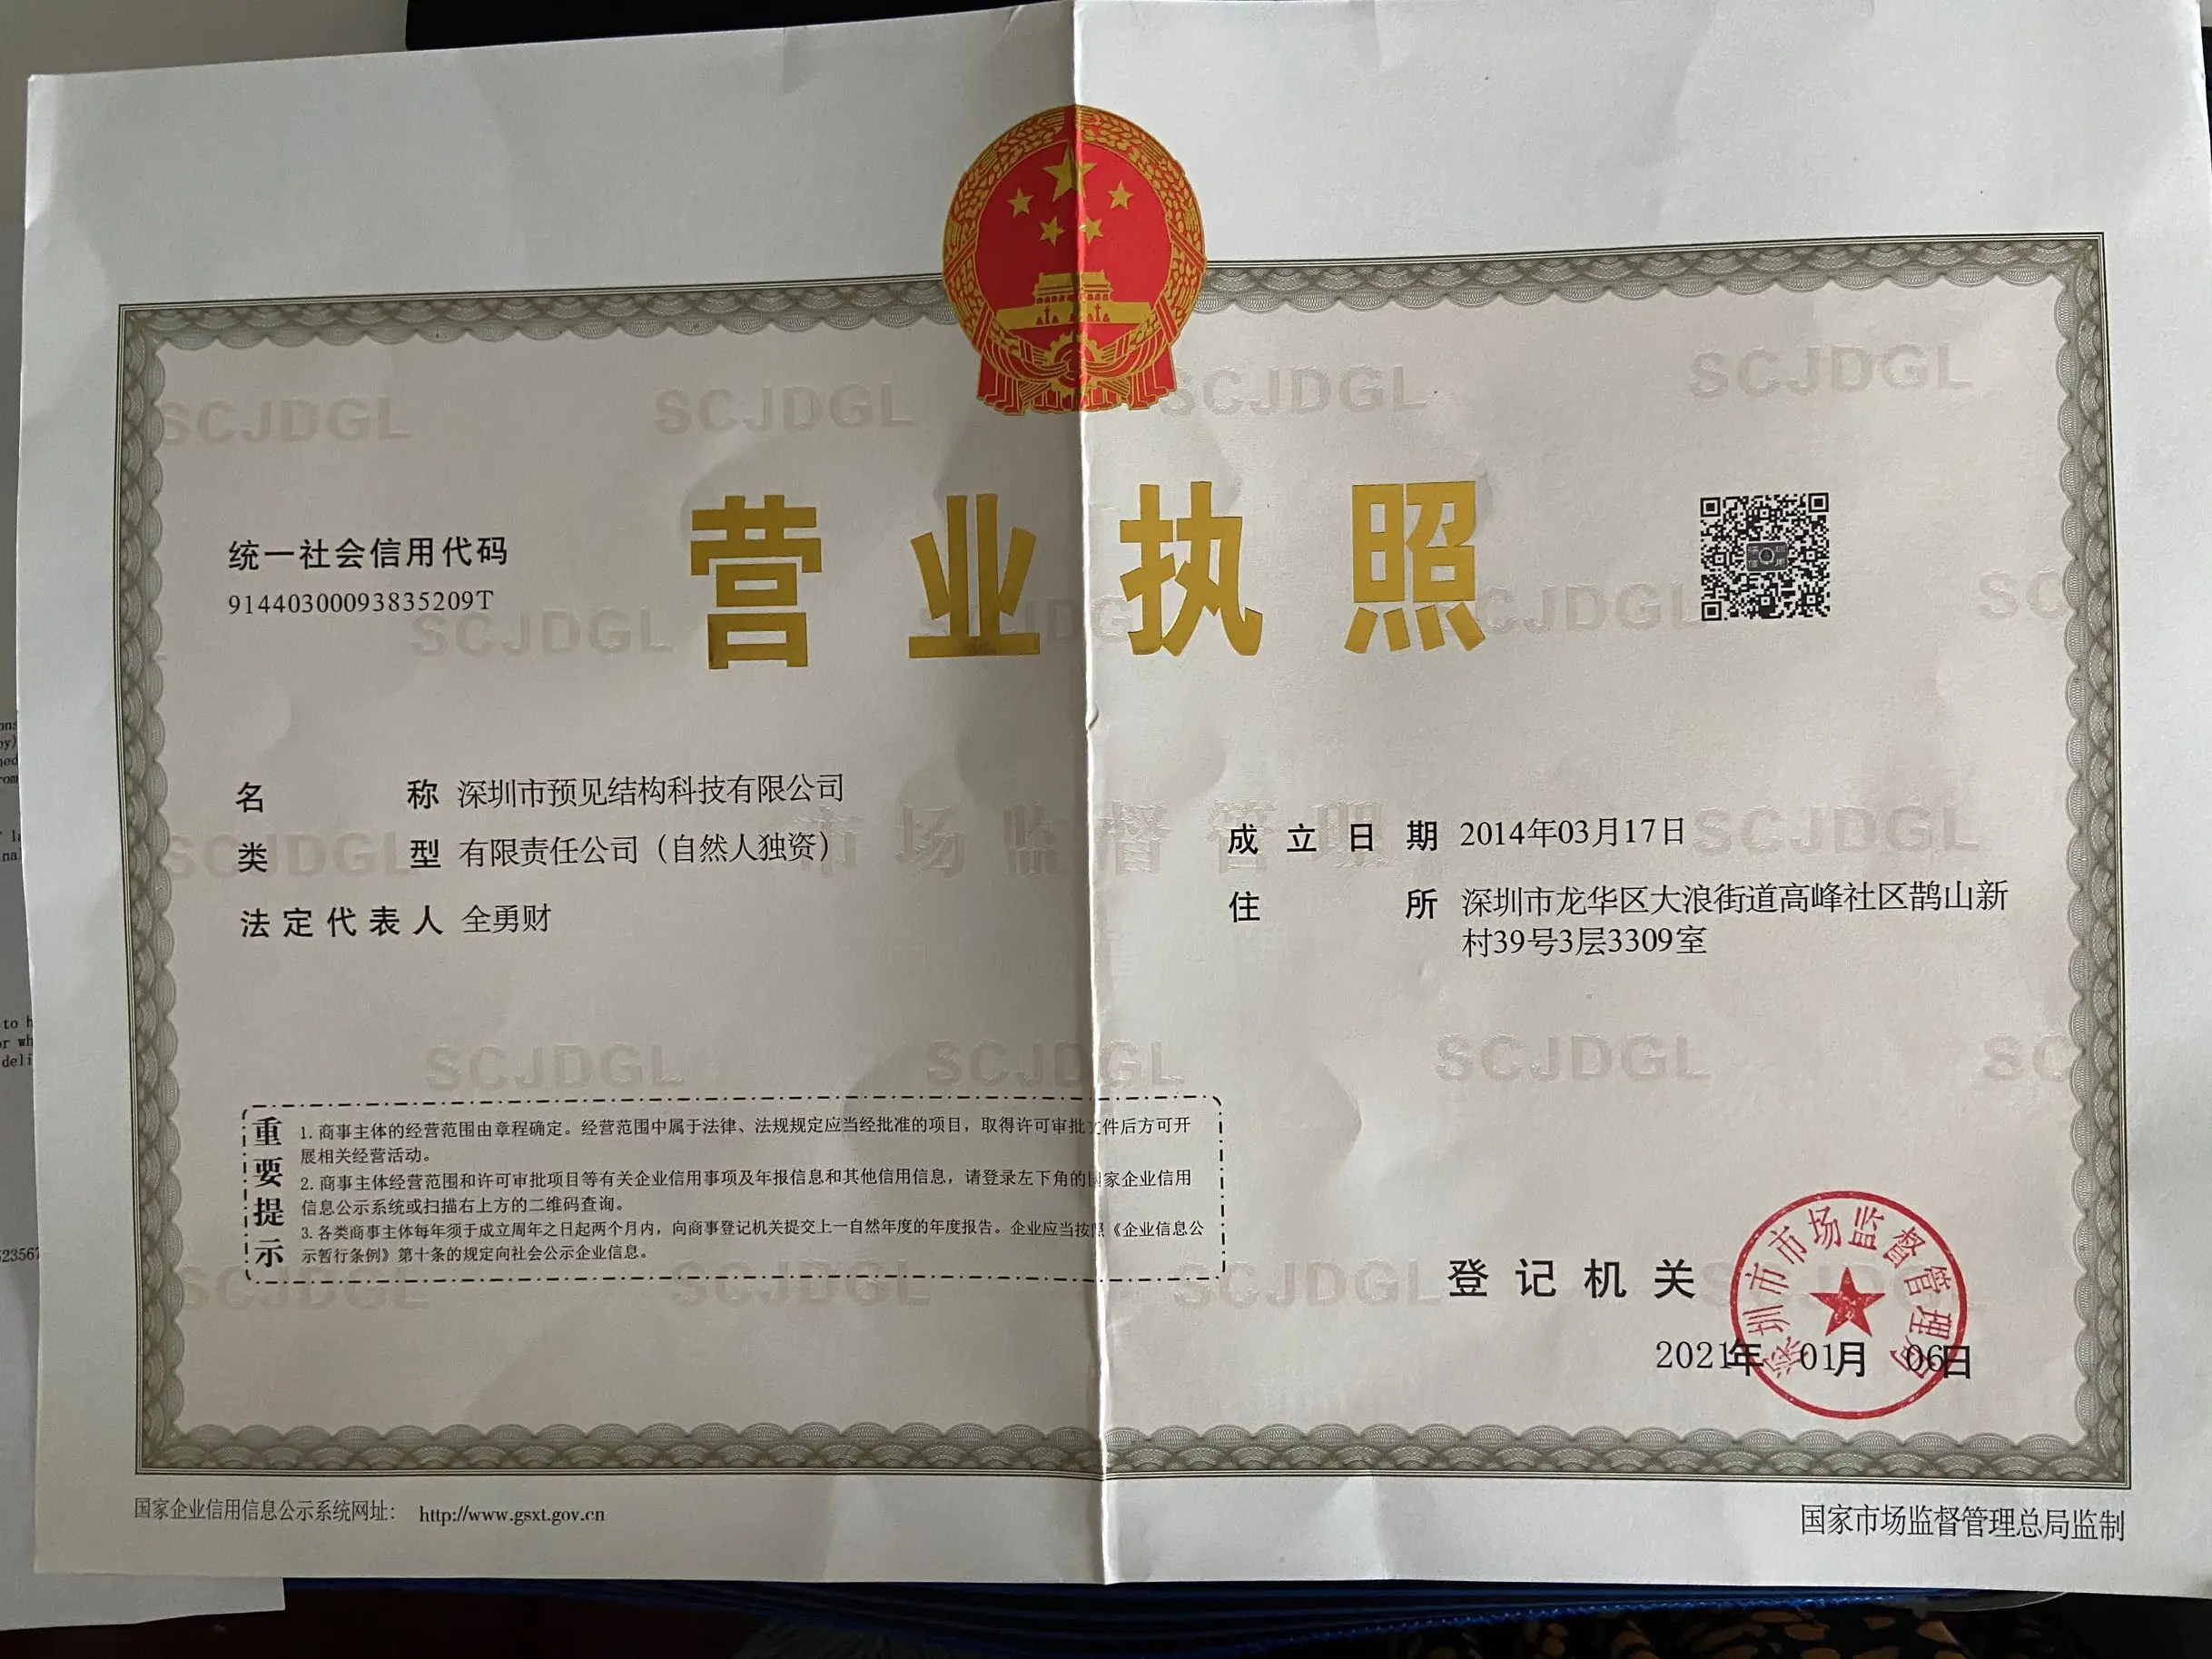 营业执照
统一社会信用代码
91440300093835209T
名称 深圳市预见结构科技有限公司
类型 有限责任公司（自然人独资）
法定代表人 全勇财
成立日期 2014年03月17日
住所 深圳市龙华区大浪街道高峰社区鹊山新
村39号3层3309室
重要提示
1. 商事主体的经营范围由章程确定。经营范围中属于法律、法规规定应当经批准的项目，取得许可审批文件后方可开
展相关经营活动。
2. 商事主体经营范围和许可审批项目等有关企业信用事项及年报信息和其他信用信息，请登录左下角的国家企业信用
信息公示系统或扫描右上方的二维码查询。
3. 各类商事主体每年须于成立周年之日起两个月内，向商事登记机关提交上一自然年度的年度报告。企业应当按照《企业信息公
示暂行条例》第十条的规定向社会公示企业信息。
登记机关
深圳市市场监督管理局
2021年 01月 06日
国家企业信用信息公示系统网址： http://www.gsxt.gov.cn
国家市场监督管理总局监制
SCJDGL
市场监督管理